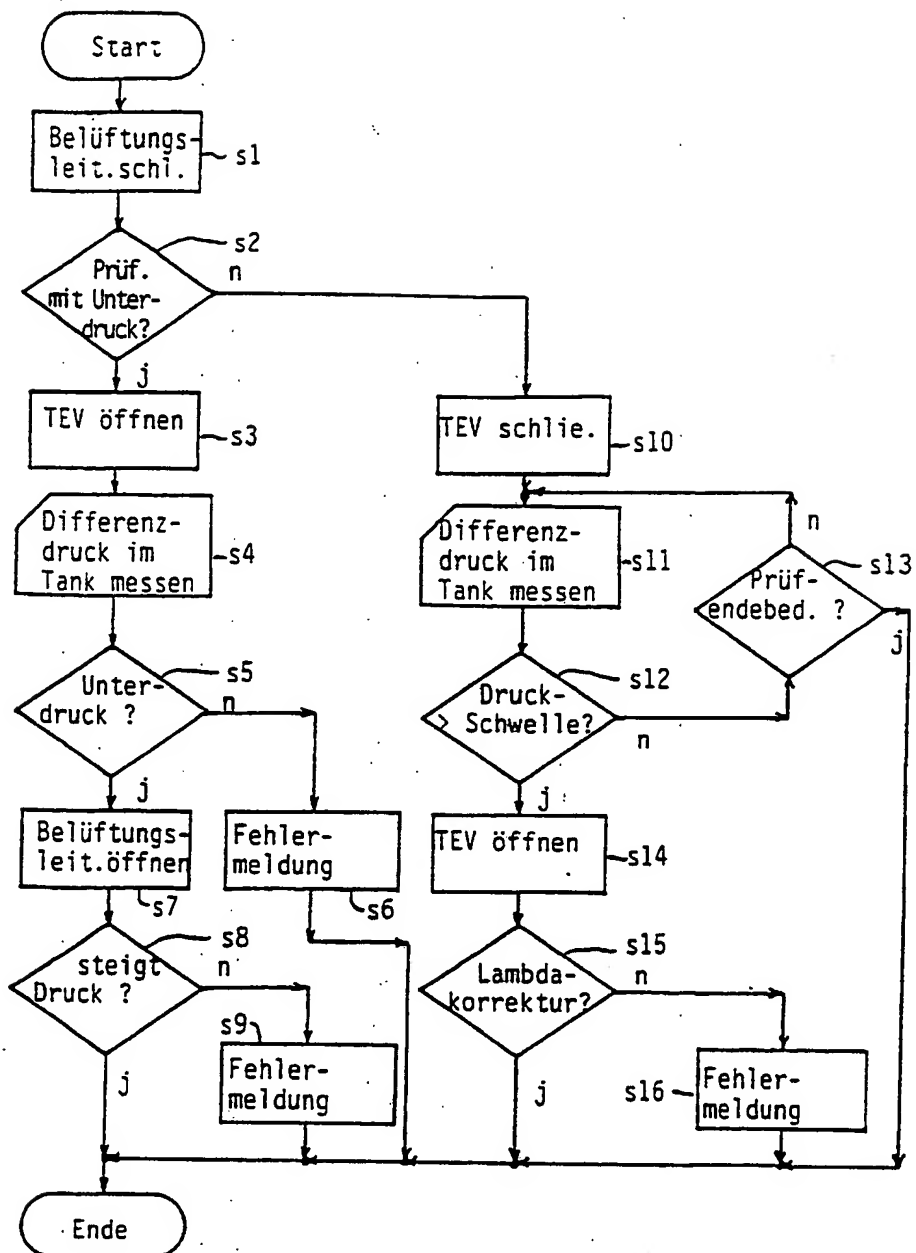 Start
Belüftungs-
leit.schl.
s1
s2
Prüf.
mit Unter-
druck?
n
j
TEV öffnen
s3
Differenz-
druck im
Tank messen
s4
Unter-
druck ?
s5
n
j
Belüftungs-
leit.öffnen
s7
Fehler-
meldung
s6
steigt
Druck ?
s8
n
j
s9
Fehler-
meldung
TEV schlie.
s10
Differenz-
druck im
Tank messen
s11
n
s13
Prüf-
endebed. ?
j
s12
Druck-
> Schwelle?
n
j
TEV öffnen
s14
s15
Lambda-
korrektur?
n
j
s16
Fehler-
meldung
Ende